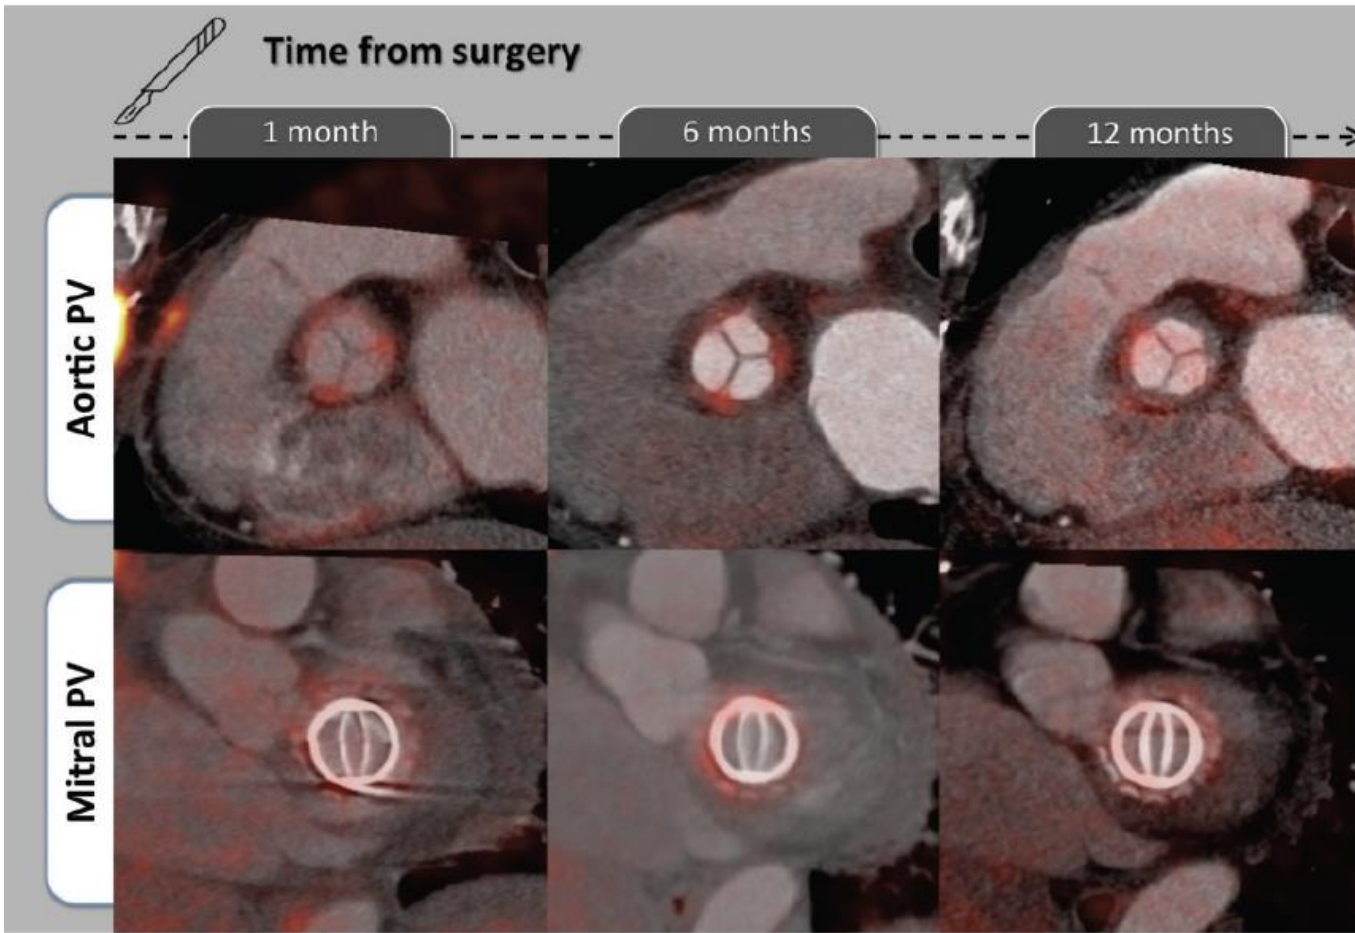 Time from surgery
1 month
6 months
12 months
Aortic PV
Mitral PV